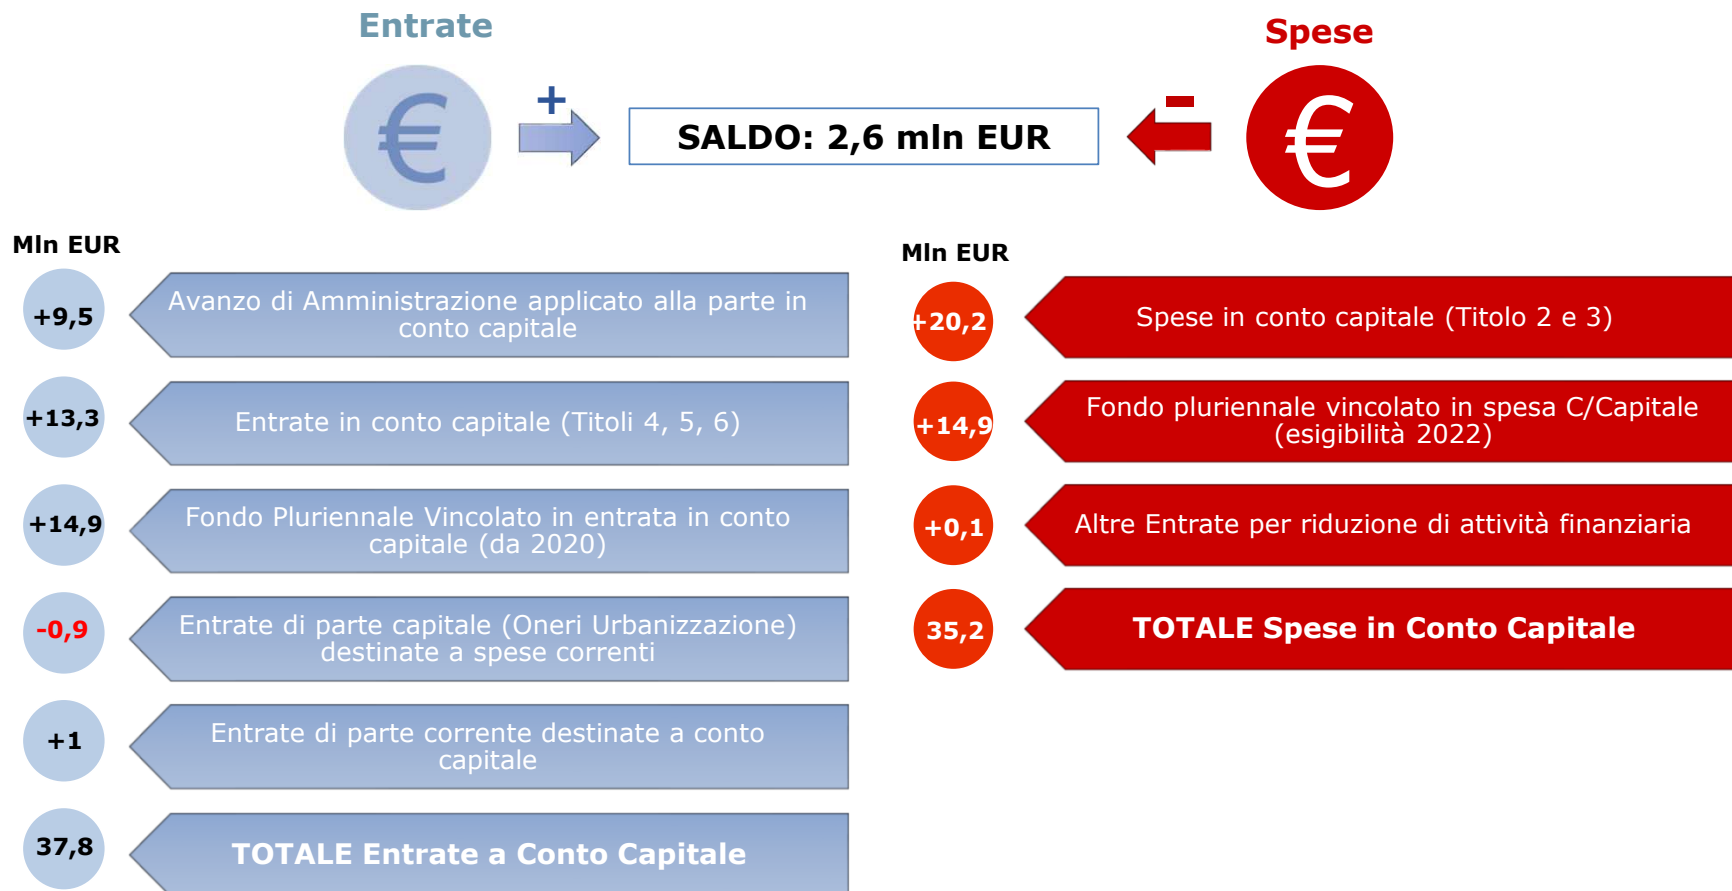 Entrate
Spese
€
+
SALDO: 2,6 mln EUR
-
€
Mln EUR
+9,5
Avanzo di Amministrazione applicato alla parte in
conto capitale
+13,3
Entrate in conto capitale (Titoli 4, 5, 6)
+14,9
Fondo Pluriennale Vincolato in entrata in conto
capitale (da 2020)
-0,9
Entrate di parte capitale (Oneri Urbanizzazione)
destinate a spese correnti
+1
Entrate di parte corrente destinate a conto
capitale
37,8
TOTALE Entrate a Conto Capitale
Mln EUR
+20,2
Spese in conto capitale (Titolo 2 e 3)
+14,9
Fondo pluriennale vincolato in spesa C/Capitale
(esigibilità 2022)
+0,1
Altre Entrate per riduzione di attività finanziaria
35,2
TOTALE Spese in Conto Capitale